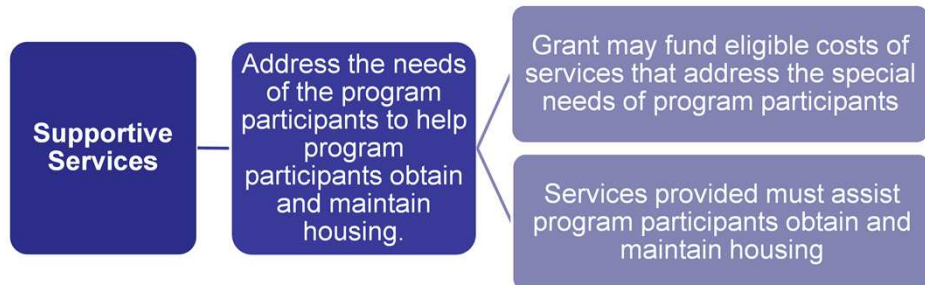 Supportive
Services
Address the needs
of the program
participants to help
program
participants obtain
and maintain
housing.
Grant may fund eligible costs of
services that address the special
needs of program participants
Services provided must assist
program participants obtain and
maintain housing